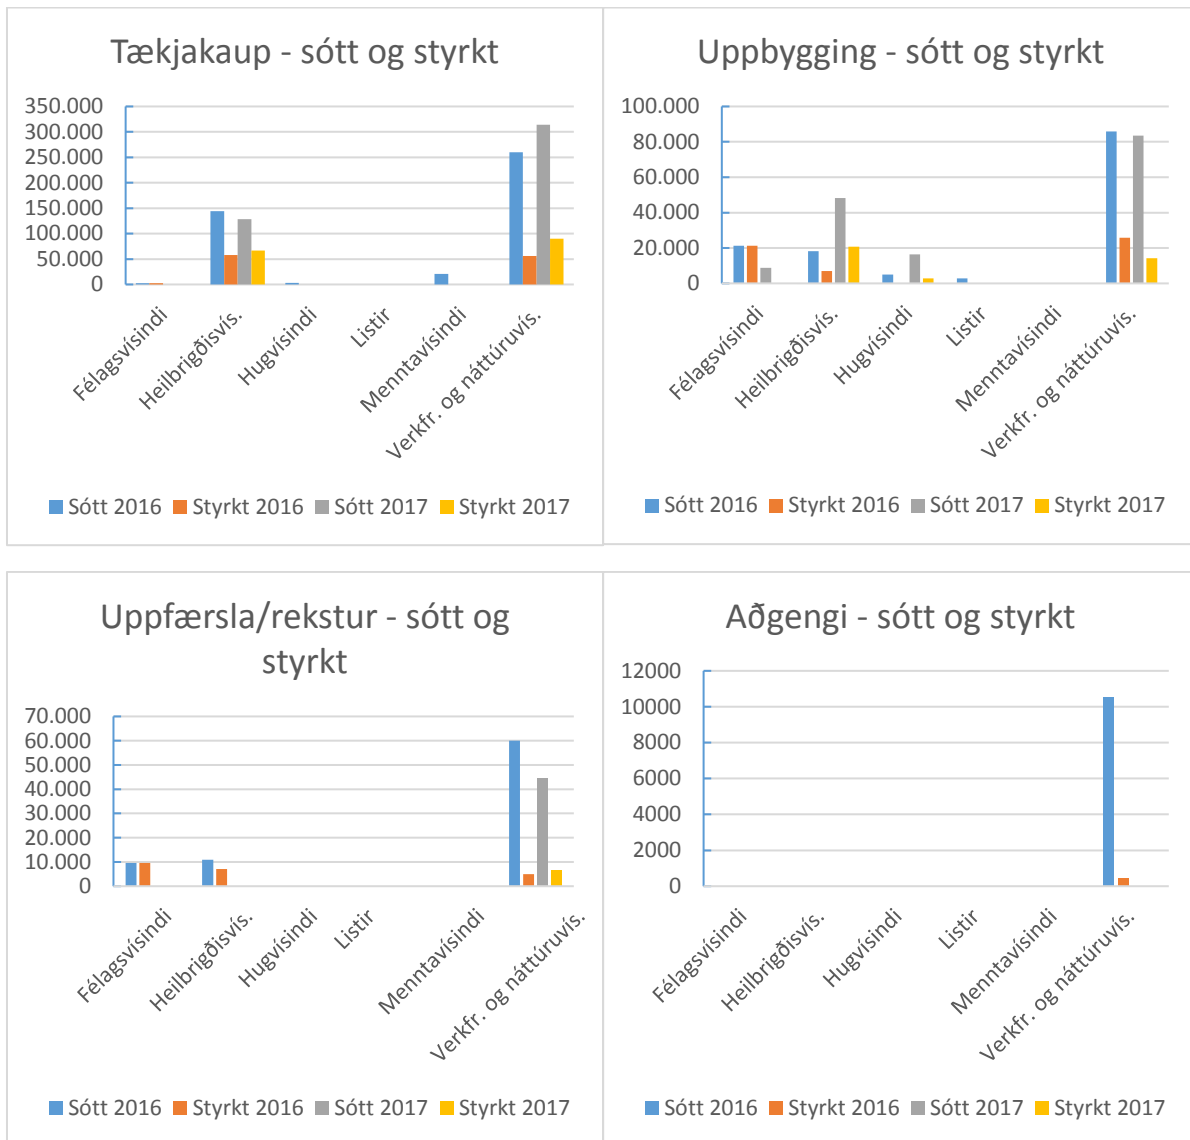 Tækjakaup - sótt og styrkt
350.000
300.000
250.000
200.000
150.000
100.000
50.000
0
Félagsvísindi
Heilbrigðisvís.
Hugvísindi
Listir
Menntavísindi
Verkfr. og náttúruvís.
Sótt 2016 Styrkt 2016 Sótt 2017 Styrkt 2017
Uppbygging - sótt og styrkt
100.000
80.000
60.000
40.000
20.000
0
Félagsvísindi
Heilbrigðisvís.
Hugvísindi
Listir
Menntavísindi
Verkfr. og náttúruvís.
Sótt 2016 Styrkt 2016 Sótt 2017 Styrkt 2017
Uppfærsla/rekstur - sótt og
styrkt
70.000
60.000
50.000
40.000
30.000
20.000
10.000
0
Félagsvísindi
Heilbrigðisvís.
Hugvísindi
Listir
Menntavísindi
Verkfr. og náttúruvís.
Sótt 2016 Styrkt 2016 Sótt 2017 Styrkt 2017
Aðgengi - sótt og styrkt
12000
10000
8000
6000
4000
2000
0
Félagsvísindi
Heilbrigðisvís.
Hugvísindi
Listir
Menntavísindi
Verkfr. og náttúruvís.
Sótt 2016 Styrkt 2016 Sótt 2017 Styrkt 2017